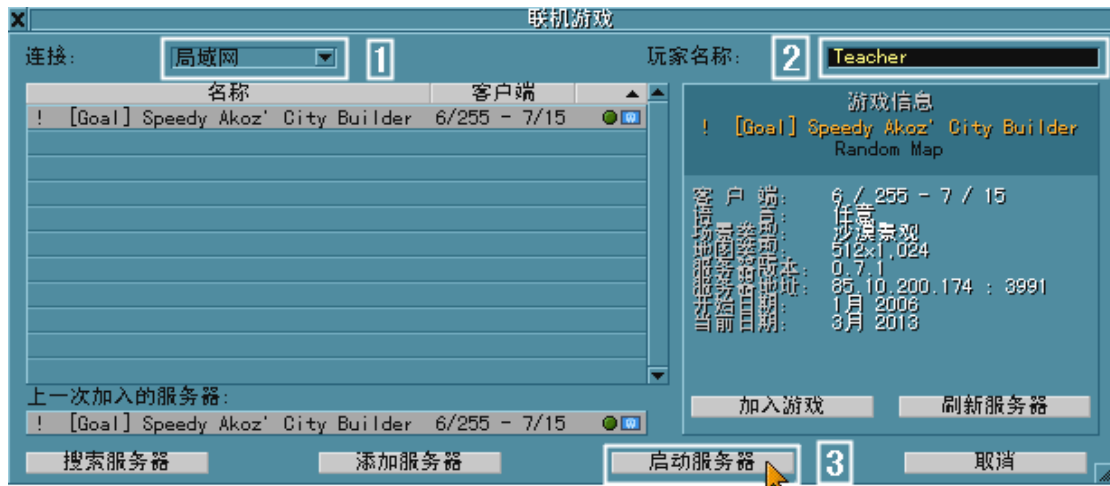 联机游戏
连接: 局域网 1 玩家名称: 2 Teacher
名称 客户端
! [Goal] Speedy Akoz' City Builder 6/255 - 7/15
上一次加入的服务器:
! [Goal] Speedy Akoz' City Builder 6/255 - 7/15
游戏信息
! [Goal] Speedy Akoz' City Builder
Random Map
客户端: 6 / 255 - 7 / 15
语言: 任意
场景类型: 沙漠景观
地图类型: 512x1,024
服务器版本: 0.7.1
服务器地址: 85.10.200.174 : 3991
开始日期: 1月 2006
当前日期: 3月 2013
加入游戏 刷新服务器
搜索服务器 添加服务器 启动服务器 3 取消